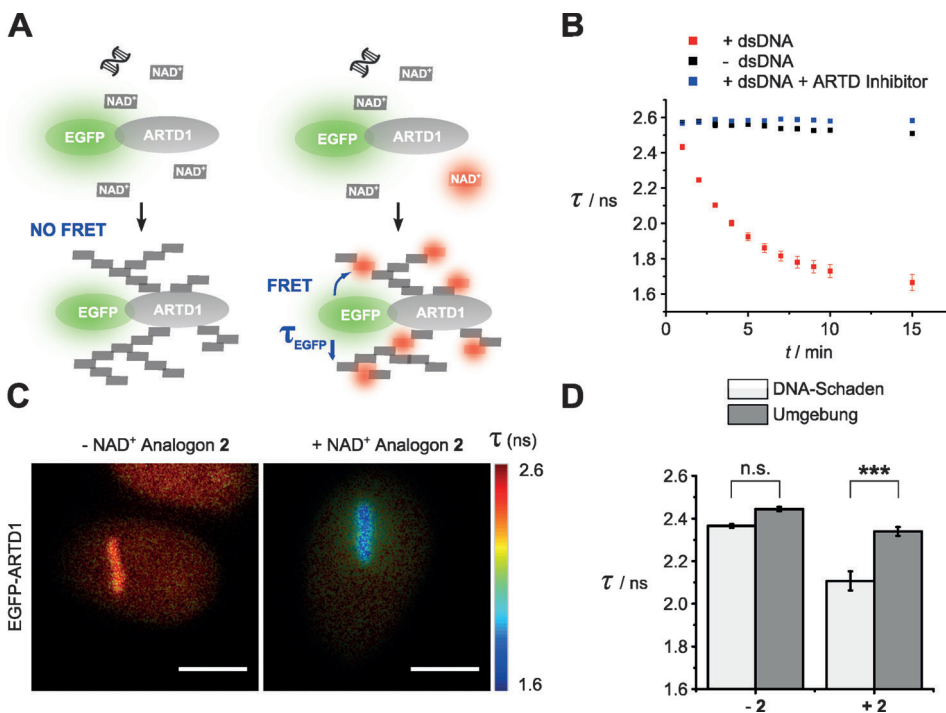 A
NAD⁺
NAD⁺
EGFP
ARTD1
NAD⁺
NAD⁺
NO FRET
EGFP
ARTD1
NAD⁺
NAD⁺
EGFP
ARTD1
NAD⁺
NAD⁺
FRET
EGFP
ARTD1
τEGFP
B
+ dsDNA
- dsDNA
+ dsDNA + ARTD Inhibitor
2.6
2.4
2.2
2.0
1.8
1.6
τ / ns
0 5 10 15
t / min
C
- NAD⁺ Analogon 2
+ NAD⁺ Analogon 2
τ (ns)
2.6
1.6
EGFP-ARTD1
D
DNA-Schaden
Umgebung
n.s.
***
2.6
2.4
2.2
2.0
1.8
1.6
τ / ns
- 2 + 2